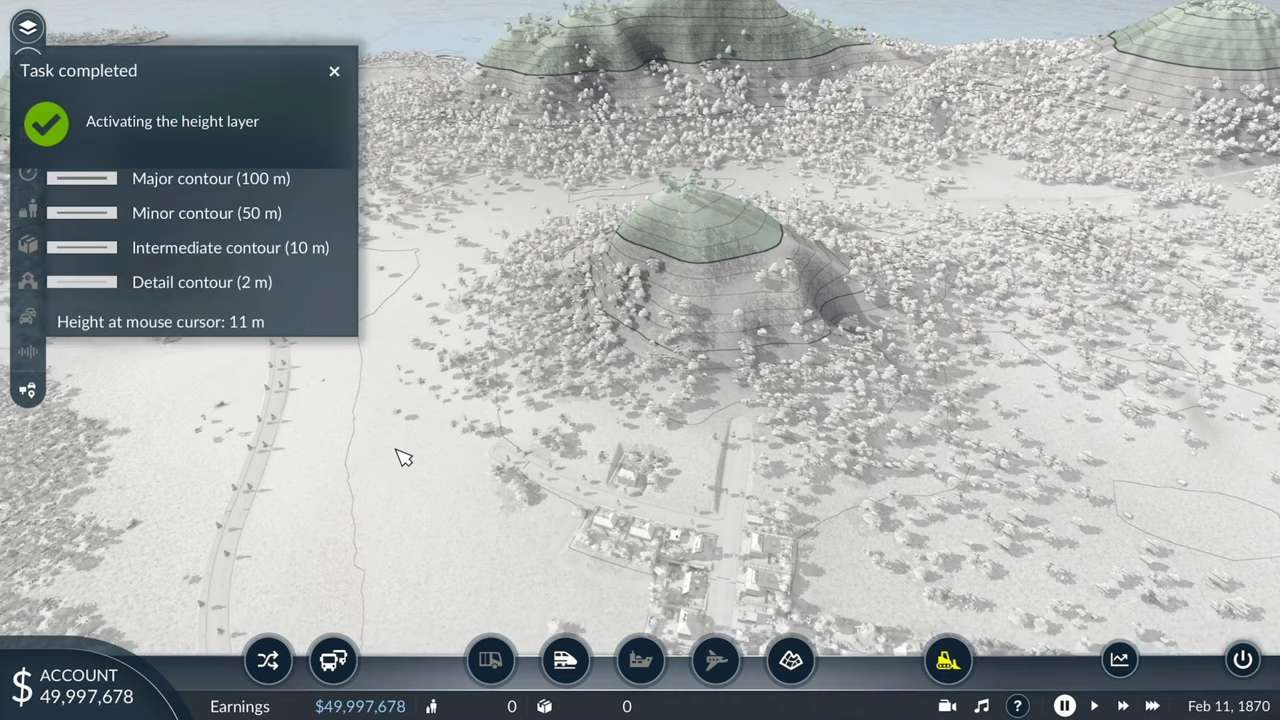 Task completed
Activating the height layer
Major contour (100 m)
Minor contour (50 m)
Intermediate contour (10 m)
Detail contour (2 m)
Height at mouse cursor: 11 m
$ ACCOUNT
49,997,678
Earnings $49,997,678 0 0 ? Feb 11, 1870